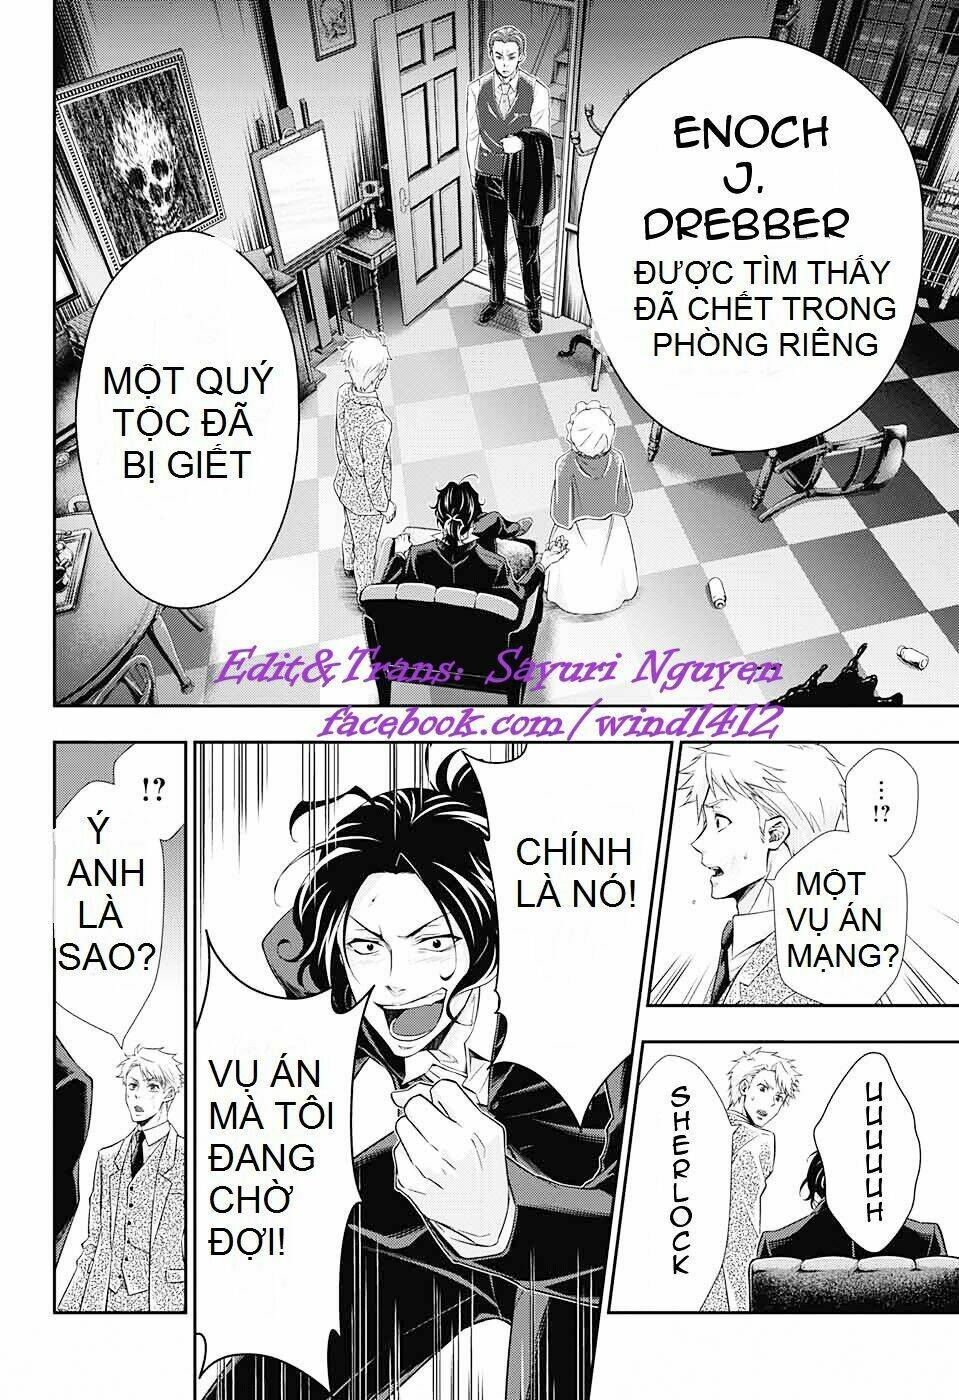 ENOCH
J.
DREBBER
ĐƯỢC TÌM THẤY
ĐÃ CHẾT TRONG
PHÒNG RIÊNG
MỘT QUÝ
TỘC ĐÃ
BỊ GIẾT
Edit&Trans: Sayuri Nguyen
facebook.com/wind1412
...!?
MỘT
VỤ ÁN
MẠNG?
UUUUUH
SHERLOCK
CHÍNH
LÀ NÓ!
VỤ ÁN
MÀ TÔI
ĐANG
CHỜ
ĐỢI!
!?
Ý
ANH
LÀ
SAO?